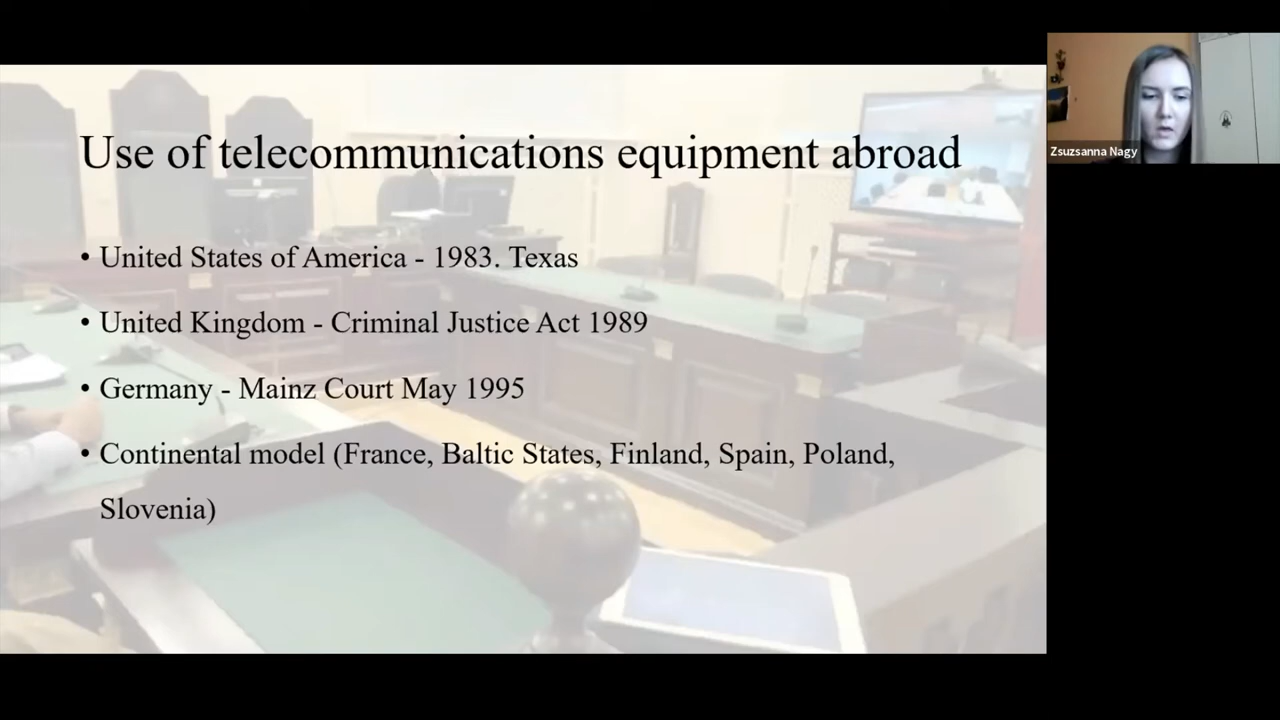 Use of telecommunications equipment abroad
• United States of America - 1983. Texas
• United Kingdom - Criminal Justice Act 1989
• Germany - Mainz Court May 1995
• Continental model (France, Baltic States, Finland, Spain, Poland,
Slovenia)
Zsuzsanna Nagy